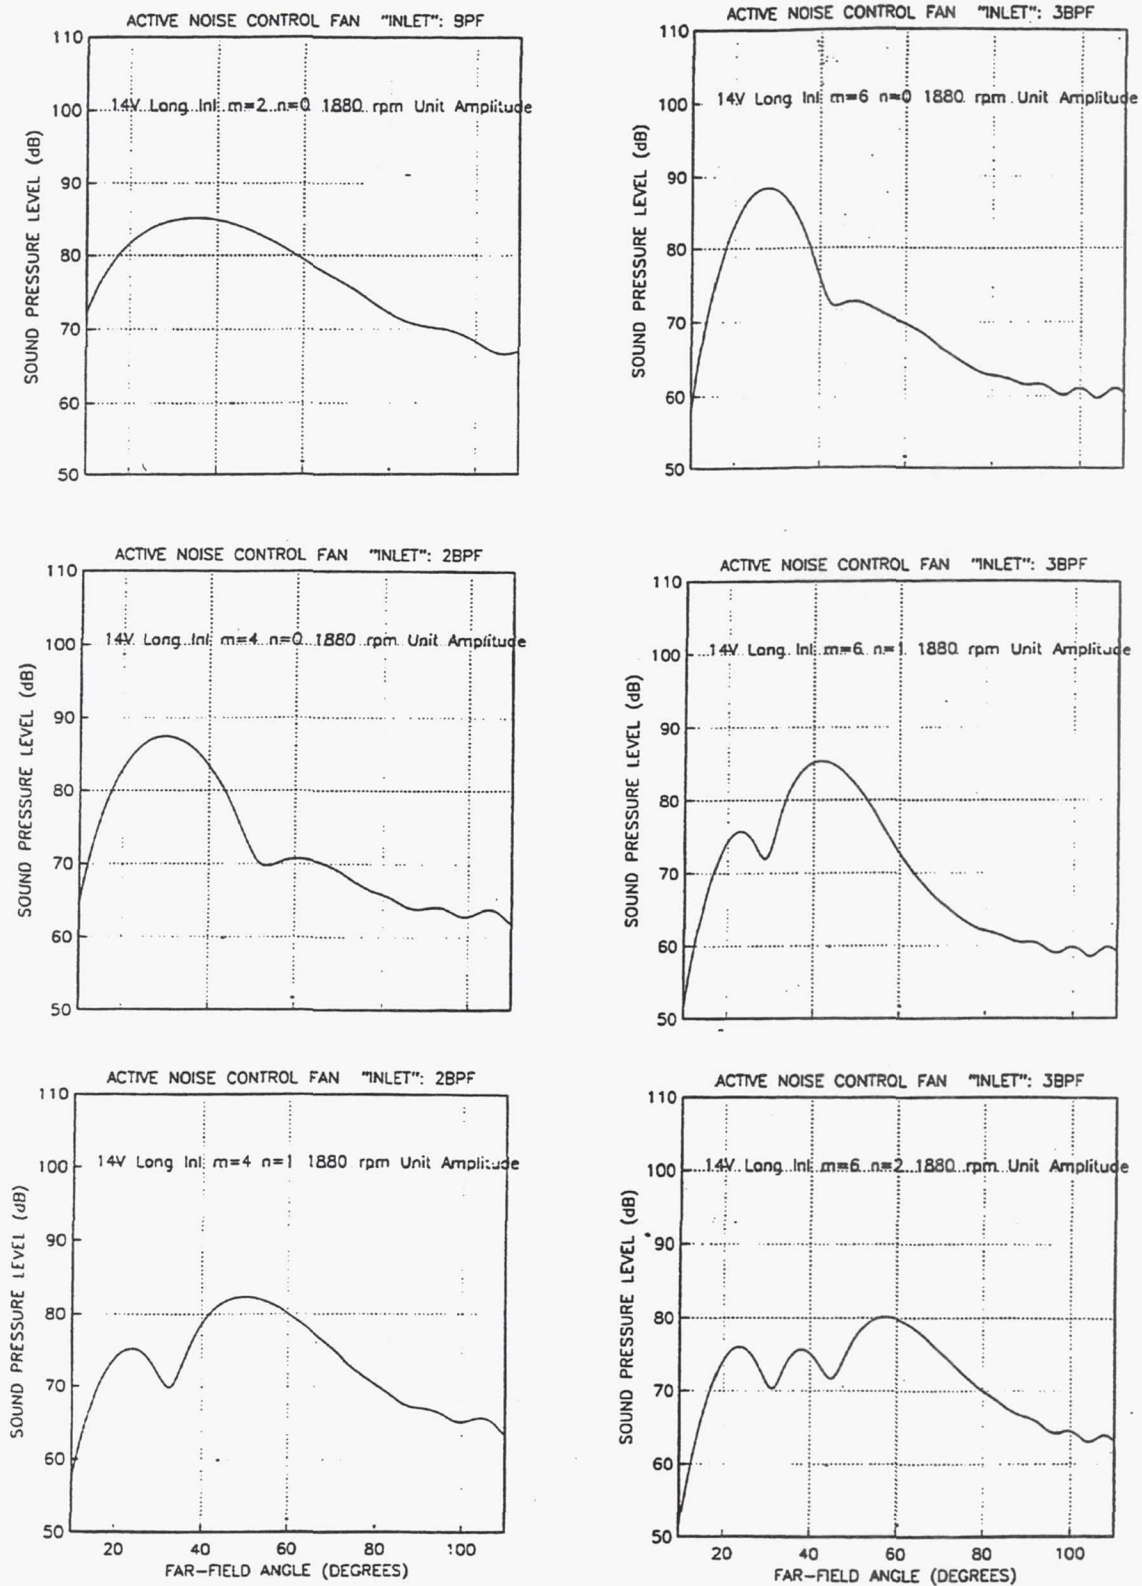 ACTIVE NOISE CONTROL FAN "INLET": BPF
110
100
90
80
70
60
50
SOUND PRESSURE LEVEL (dB)
14V Long Inl m=2 n=0 1880 rpm Unit Amplitude
ACTIVE NOISE CONTROL FAN "INLET": 3BPF
110
100
90
80
70
60
50
SOUND PRESSURE LEVEL (dB)
14V Long Inl m=6 n=0 1880 rpm Unit Amplitude
ACTIVE NOISE CONTROL FAN "INLET": 2BPF
110
100
90
80
70
60
50
SOUND PRESSURE LEVEL (dB)
14V Long Inl m=4 n=0 1880 rpm Unit Amplitude
ACTIVE NOISE CONTROL FAN "INLET": 3BPF
110
100
90
80
70
60
50
SOUND PRESSURE LEVEL (dB)
14V Long Inl m=6 n=1 1880 rpm Unit Amplitude
ACTIVE NOISE CONTROL FAN "INLET": 2BPF
110
100
90
80
70
60
50
SOUND PRESSURE LEVEL (dB)
14V Long Inl m=4 n=1 1880 rpm Unit Amplitude
20 40 60 80 100
FAR-FIELD ANGLE (DEGREES)
ACTIVE NOISE CONTROL FAN "INLET": 3BPF
110
100
90
80
70
60
50
SOUND PRESSURE LEVEL (dB)
14V Long Inl m=6 n=2 1880 rpm Unit Amplitude
20 40 60 80 100
FAR-FIELD ANGLE (DEGREES)